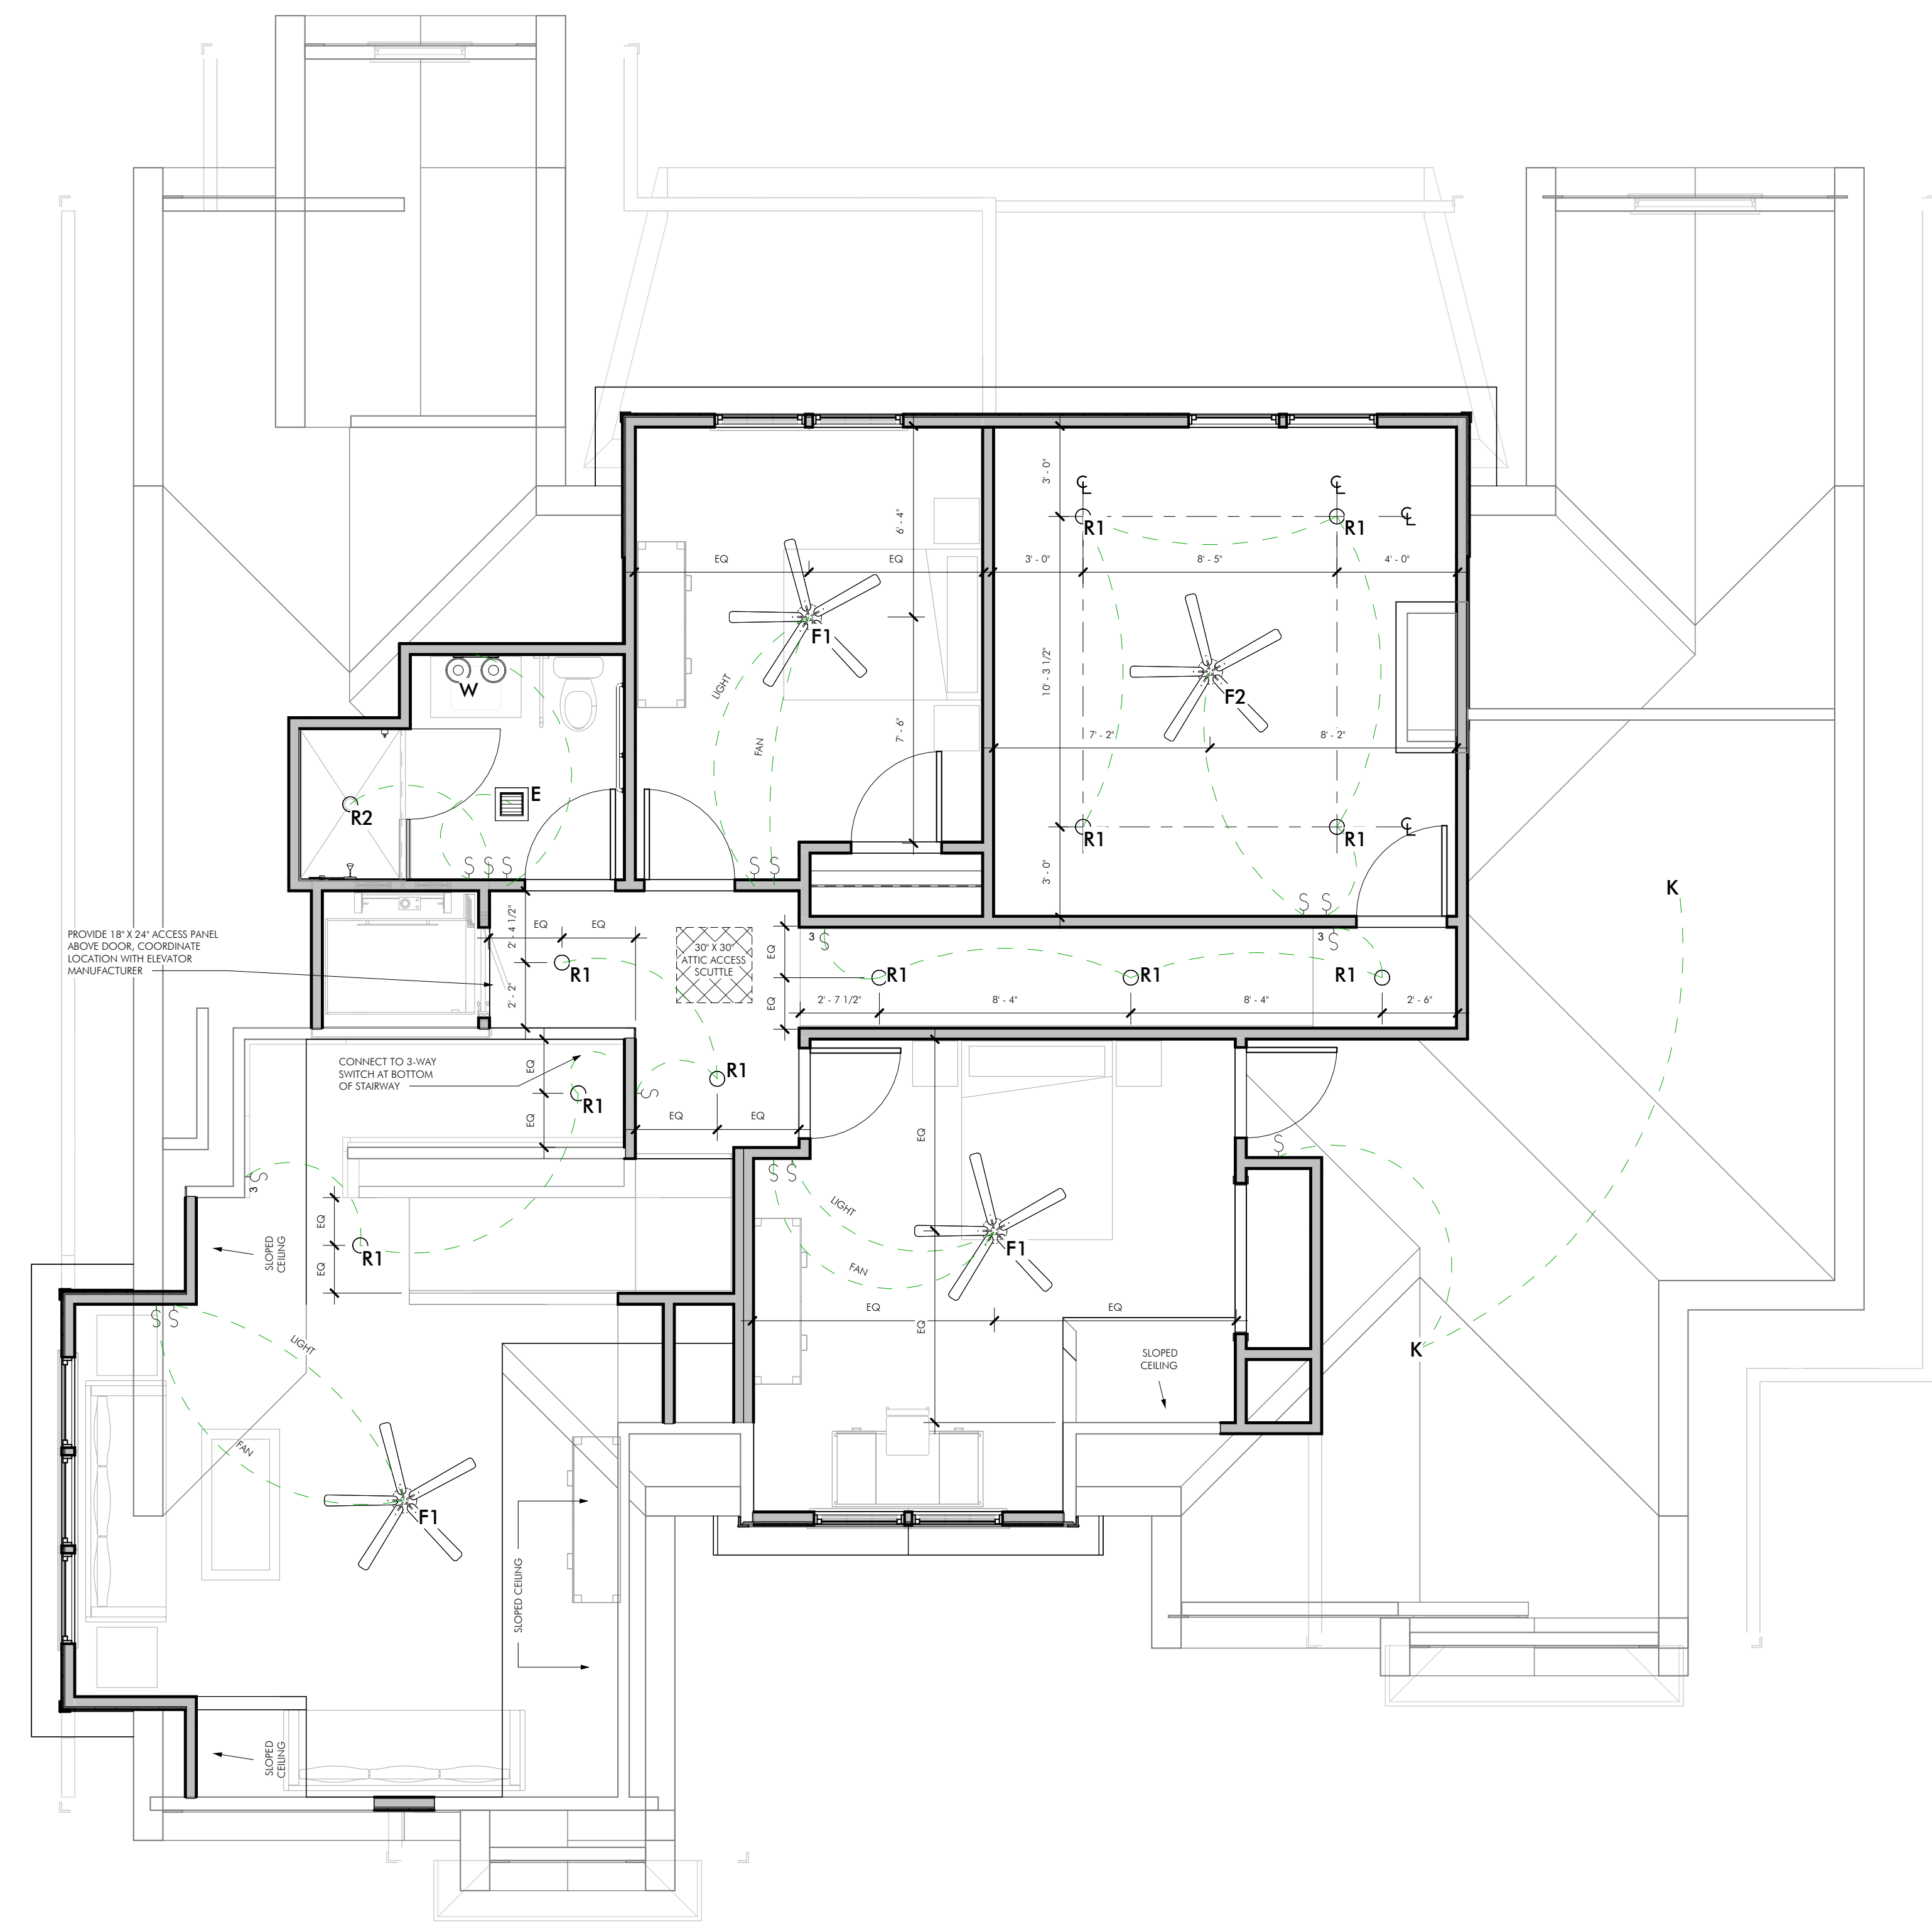 3' - 0"
6' - 4"
℄
℄
R1
R1
℄
EQ
EQ
3' - 0"
8' - 5"
4' - 0"
F1
LIGHT
FAN
7' - 6"
10' - 3 1/2"
F2
7' - 2"
8' - 2"
W
E
R2
S S S
S S
R1
R1
℄
3' - 0"
S S
K
PROVIDE 18" X 24" ACCESS PANEL
ABOVE DOOR, COORDINATE
LOCATION WITH ELEVATOR
MANUFACTURER
2' - 4 1/2"
EQ
EQ
2' - 2"
R1
30" X 30"
ATTIC ACCESS
SCUTTLE
EQ
EQ
3 S
3 S
R1
R1
R1
2' - 7 1/2"
8' - 4"
8' - 4"
2' - 6"
CONNECT TO 3-WAY
SWITCH AT BOTTOM
OF STAIRWAY
EQ
EQ
R1
R1
S
EQ
EQ
EQ
S
S S
3 S
LIGHT
FAN
F1
EQ
EQ
EQ
SLOPED
CEILING
EQ
EQ
R1
SLOPED
CEILING
K
S S
LIGHT
FAN
F1
SLOPED CEILING
SLOPED
CEILING